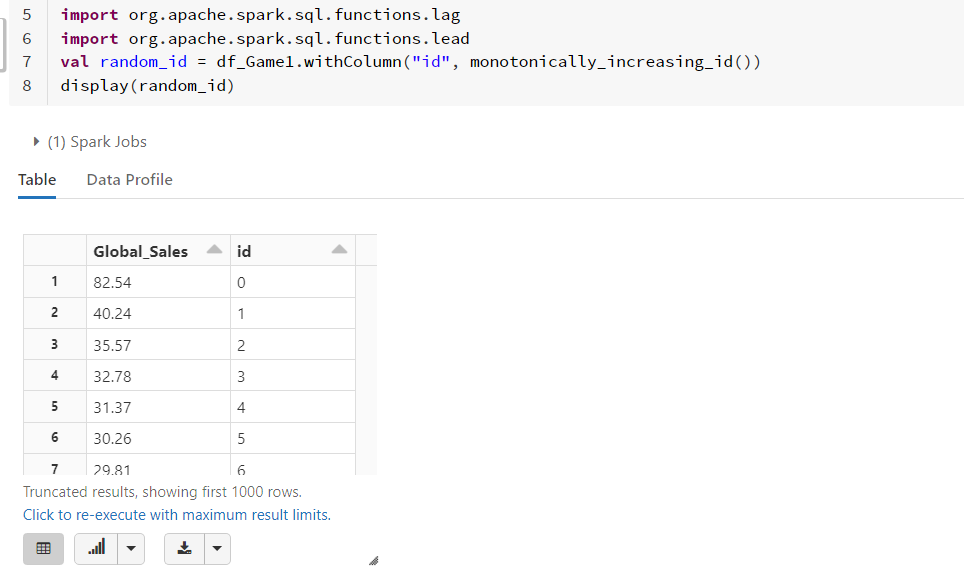 5 import org.apache.spark.sql.functions.lag
6 import org.apache.spark.sql.functions.lead
7 val random_id = df_Game1.withColumn("id", monotonically_increasing_id())
8 display(random_id)
(1) Spark Jobs
Table Data Profile
Global_Sales id
1 82.54 0
2 40.24 1
3 35.57 2
4 32.78 3
5 31.37 4
6 30.26 5
7 29.81 6
Truncated results, showing first 1000 rows.
Click to re-execute with maximum result limits.